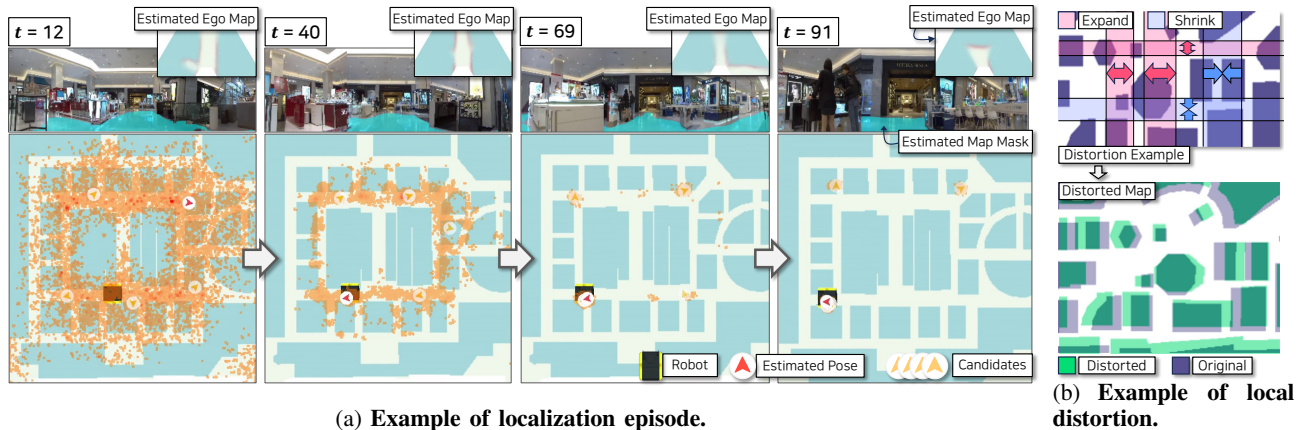 t = 12
Estimated Ego Map
t = 40
Estimated Ego Map
t = 69
Estimated Ego Map
t = 91
Estimated Ego Map
Estimated Map Mask
Robot
Estimated Pose
Candidates
(a) Example of localization episode.
Expand
Shrink
Distortion Example
Distorted Map
Distorted
Original
(b) Example of local
distortion.